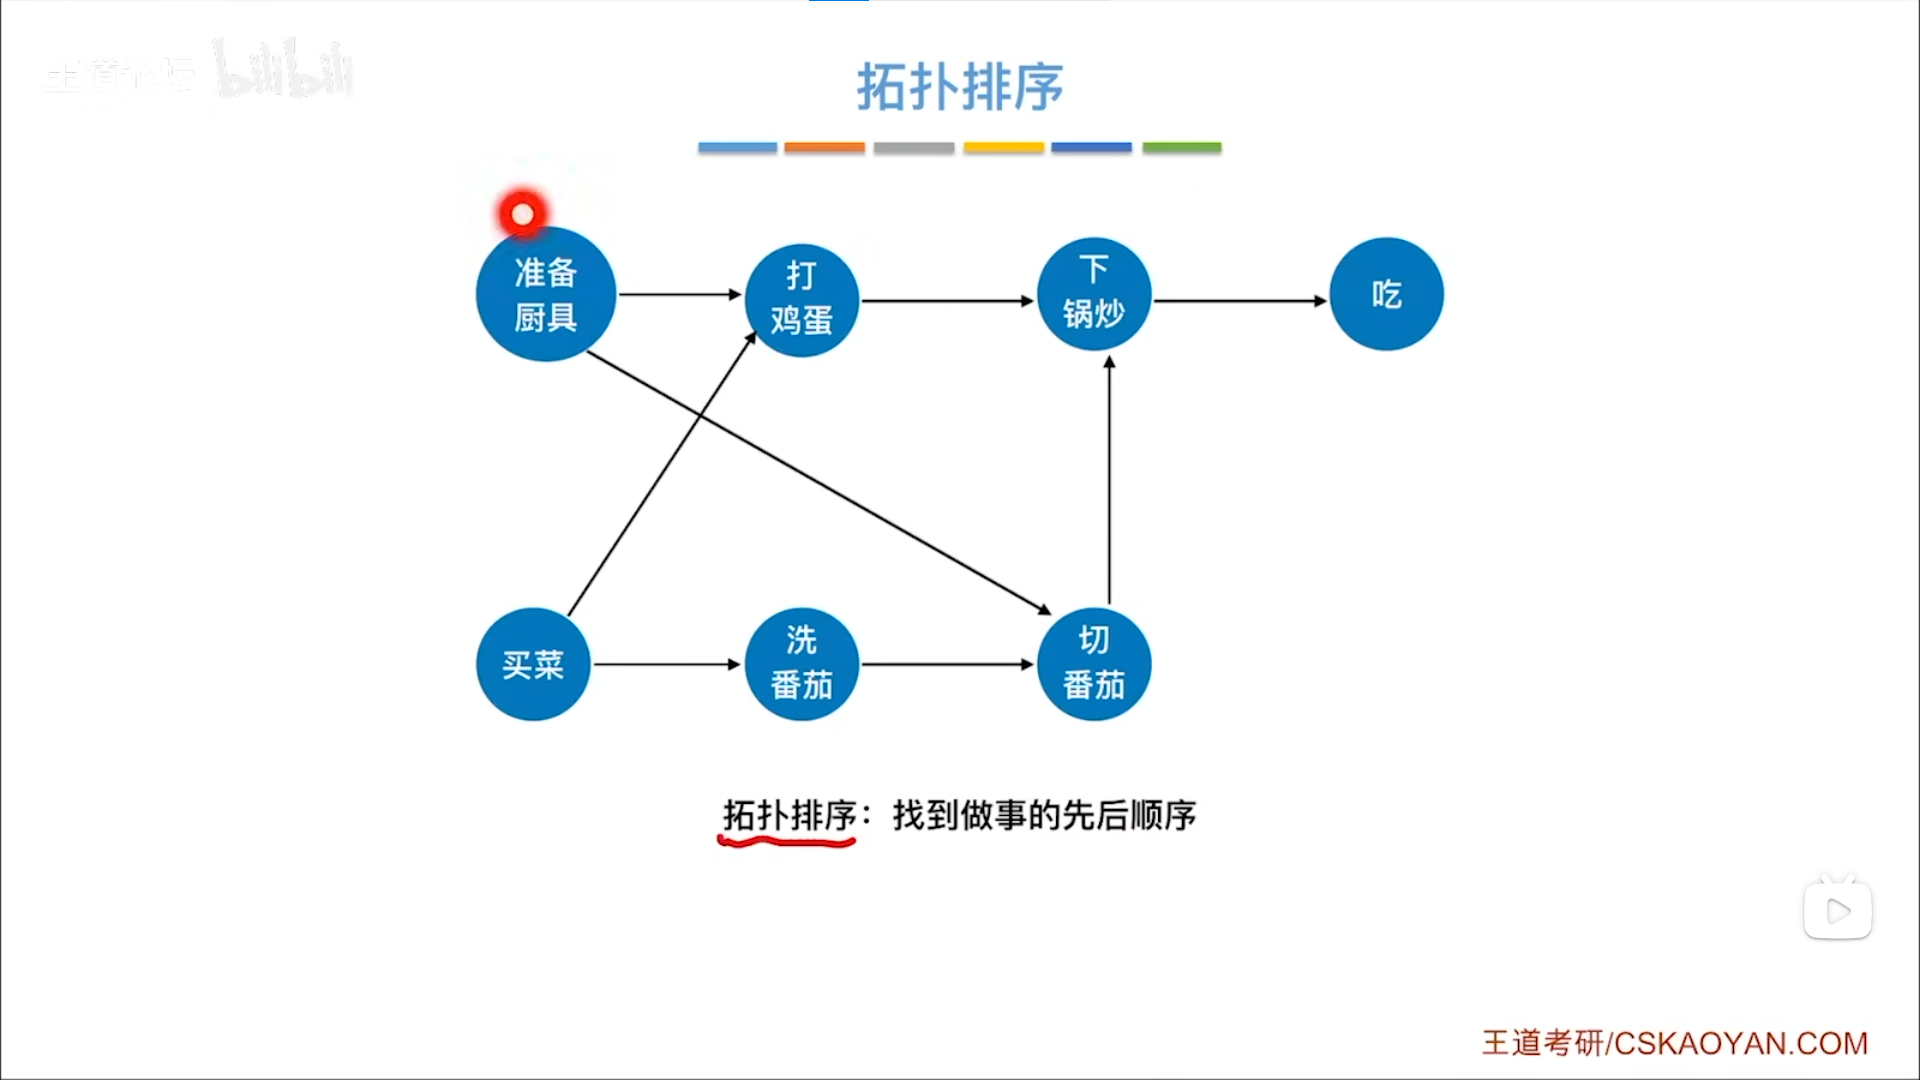 王道论坛 bilibili
拓扑排序
准备
厨具
打
鸡蛋
下
锅炒
吃
买菜
洗
番茄
切
番茄
拓扑排序：找到做事的先后顺序
王道考研/CSKAOYAN.COM